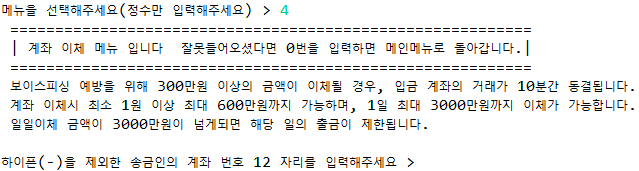 메뉴을 선택해주세요(정수만 입력해주세요) > 4
==========================================================
| 계좌 이체 메뉴 입니다  잘못들어오셨다면 0번을 입력하면 메인메뉴로 돌아갑니다.|
==========================================================
보이스피싱 예방을 위해 300만원 이상의 금액이 이체될 경우, 입금 계좌의 거래가 10분간 동결됩니다.
계좌 이체시 최소 1원 이상 최대 600만원까지 가능하며, 1일 최대 3000만원까지 이체가 가능합니다.
일일이체 금액이 3000만원이 넘게되면 해당 일의 출금이 제한됩니다.
하이픈(-)을 제외한 송금인의 계좌 번호 12 자리를 입력해주세요 >